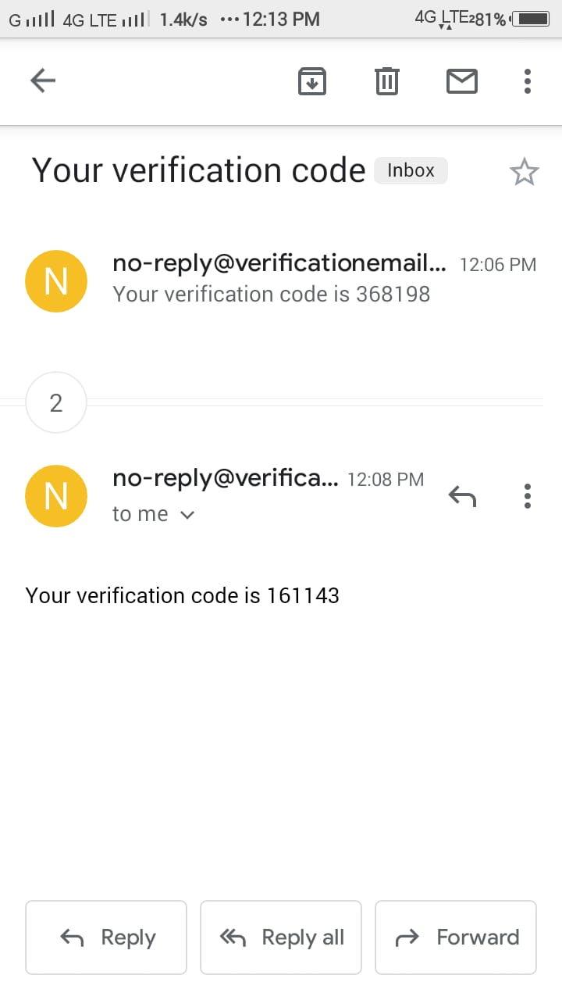 G 4G LTE 1.4k/s ... 12:13 PM 4G LTE2 81%
Your verification code Inbox
N no-reply@verificationemail... 12:06 PM
Your verification code is 368198
2
N no-reply@verifica... 12:08 PM
to me
Your verification code is 161143
Reply Reply all Forward